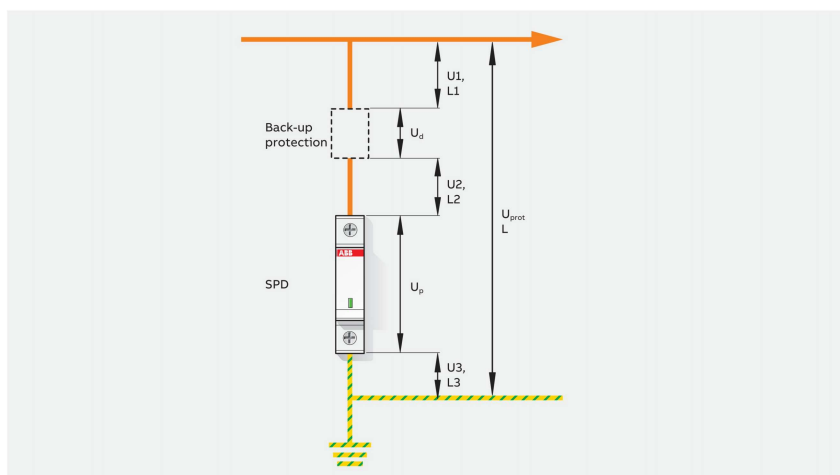 U1,
L1
Back-up
protection
Ud
U2,
L2
Uprot
L
ABB
SPD
Up
U3,
L3